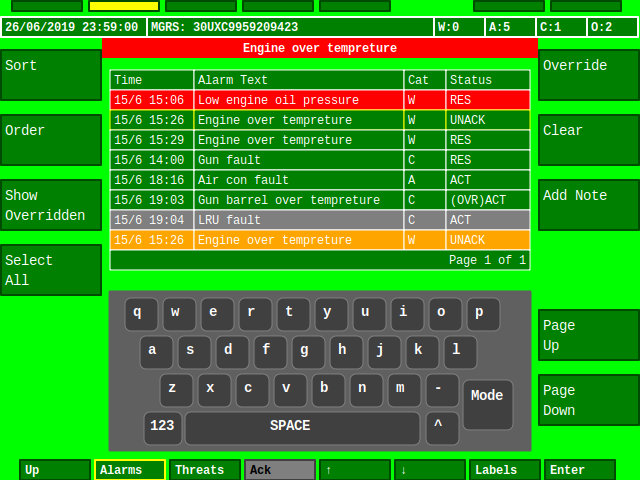 26/06/2019 23:59:00 MGRS: 30UXC9959209423 W:0 A:5 C:1 O:2
Engine over tempreture
Sort
Order
Show
Overridden
Select
All
Time Alarm Text Cat Status
15/6 15:06 Low engine oil pressure W RES
15/6 15:26 Engine over tempreture W UNACK
15/6 15:29 Engine over tempreture W RES
15/6 14:00 Gun fault C RES
15/6 18:16 Air con fault A ACT
15/6 19:03 Gun barrel over tempreture C (OVR)ACT
15/6 19:04 LRU fault C ACT
15/6 15:26 Engine over tempreture W UNACK
Page 1 of 1
Override
Clear
Add Note
Page
Up
Page
Down
q w e r t y u i o p
a s d f g h j k l
z x c v b n m - Mode
123 SPACE ^
Up Alarms Threats Ack ↑ ↓ Labels Enter